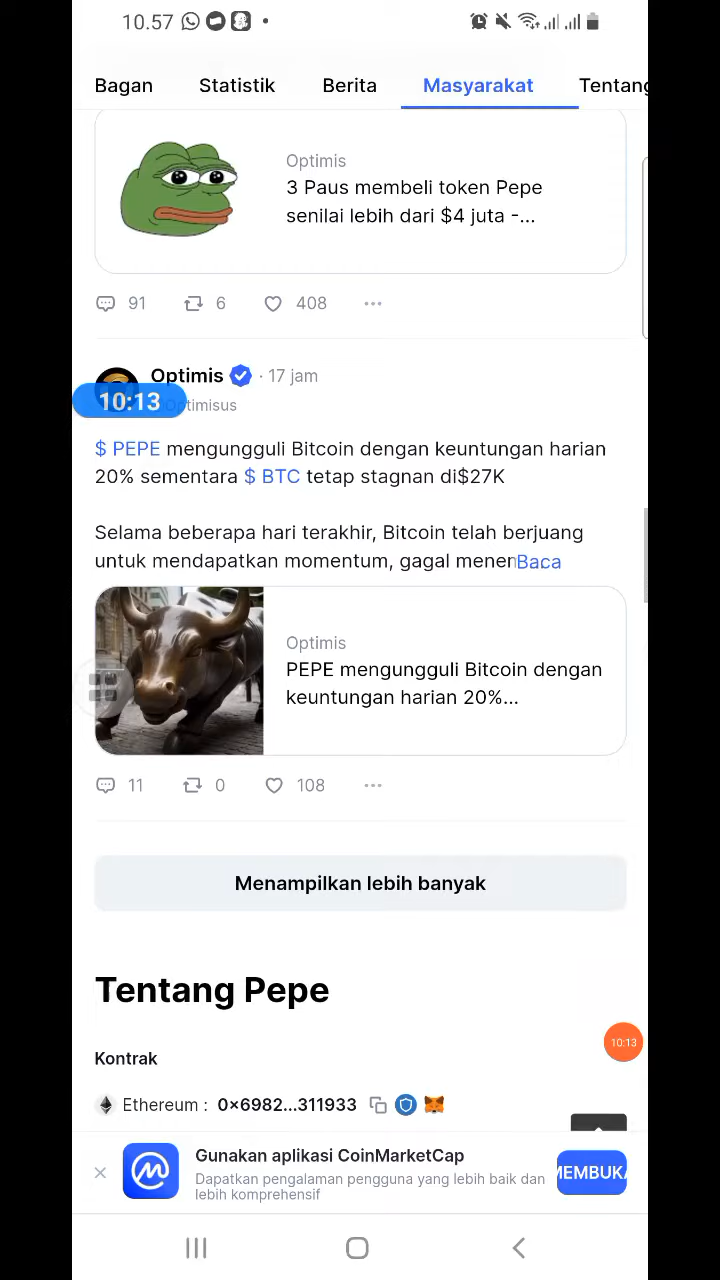 10.57
Bagan Statistik Berita Masyarakat Tentang
Optimis
3 Paus membeli token Pepe
senilai lebih dari $4 juta -...
91 6 408
Optimis · 17 jam
10:13
Optimisus
$ PEPE mengungguli Bitcoin dengan keuntungan harian
20% sementara $ BTC tetap stagnan di$27K
Selama beberapa hari terakhir, Bitcoin telah berjuang
untuk mendapatkan momentum, gagal menem Baca
Optimis
PEPE mengungguli Bitcoin dengan
keuntungan harian 20%...
11 0 108
Menampilkan lebih banyak
Tentang Pepe
10:13
Kontrak
Ethereum : 0x6982...311933
Gunakan aplikasi CoinMarketCap
Dapatkan pengalaman pengguna yang lebih baik dan
lebih komprehensif
MEMBUKA